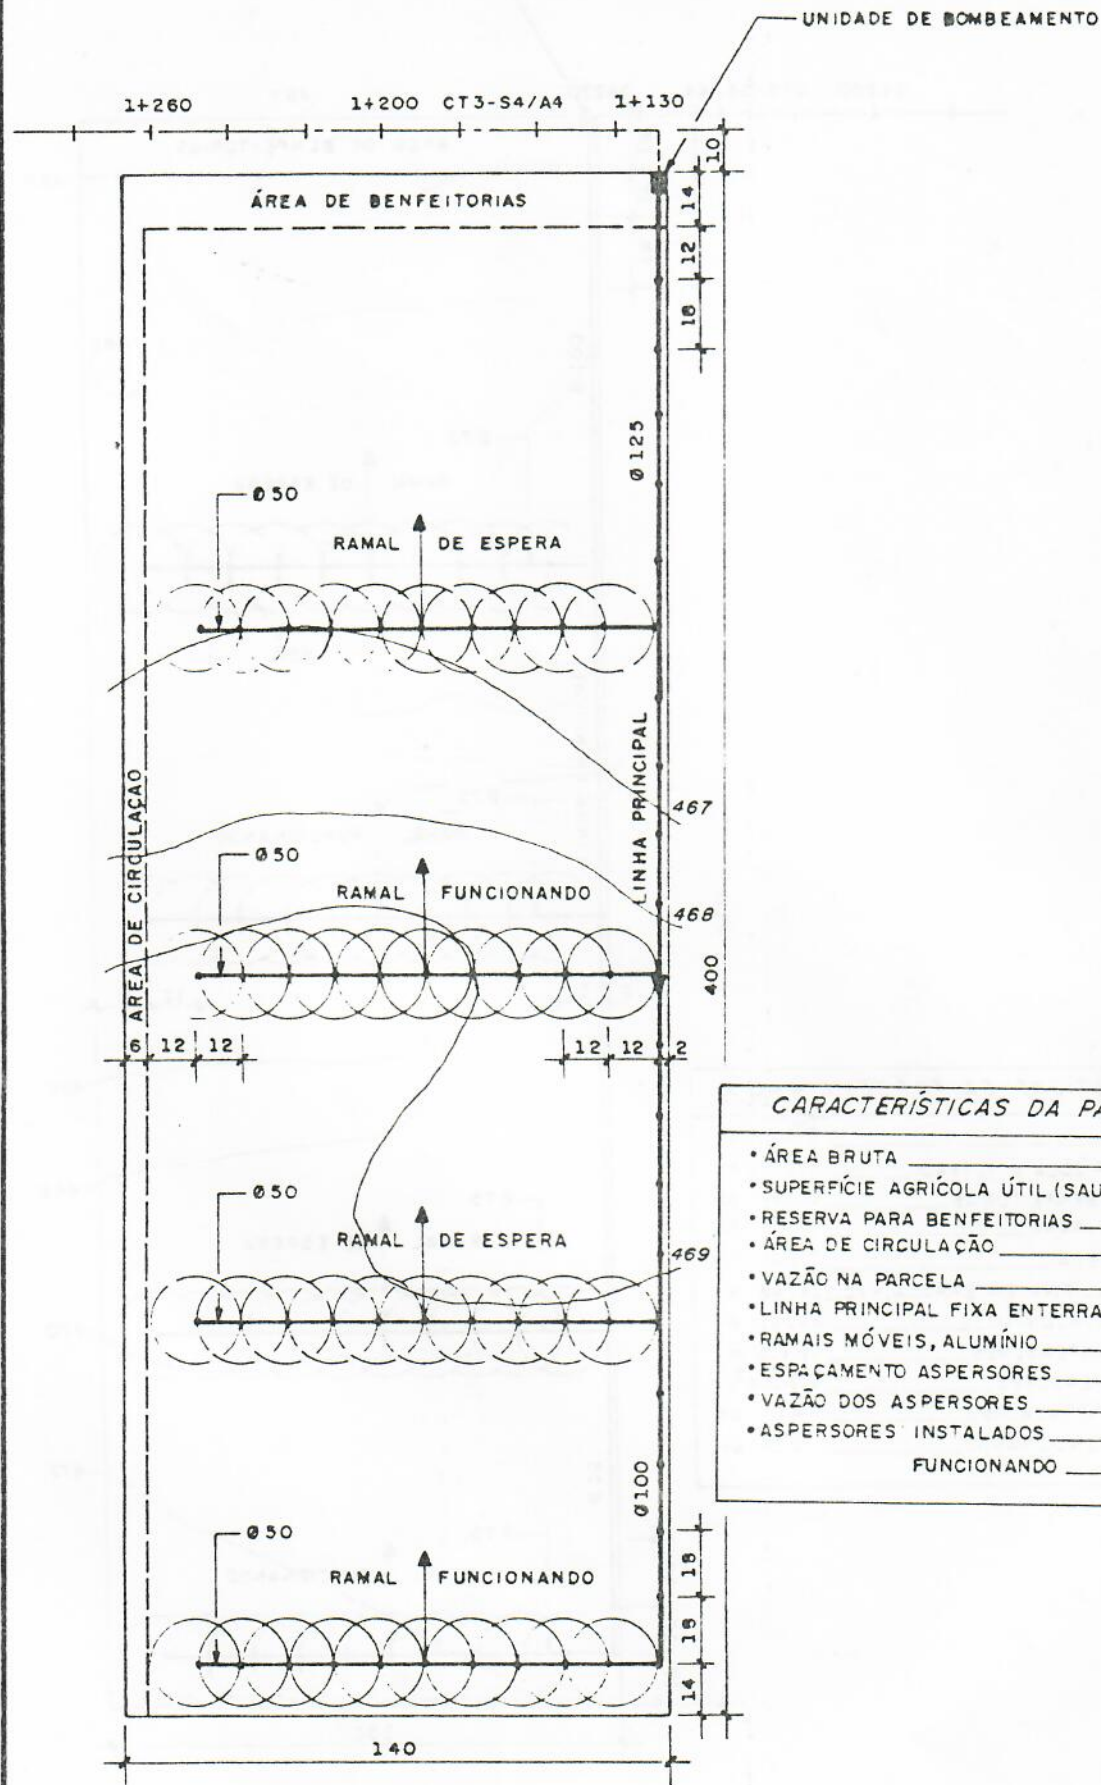 UNIDADE DE BOMBEAMENTO
1+260 1+200 CT3-S4/A4 1+130
10
ÁREA DE BENFEITORIAS
14
12
18
Ø125
Ø50
RAMAL DE ESPERA
LINHA PRINCIPAL
467
ÁREA DE CIRCULAÇÃO
Ø50
RAMAL FUNCIONANDO
468
400
6 12 12 12 12 2
CARACTERÍSTICAS DA PA
• ÁREA BRUTA
• SUPERFÍCIE AGRÍCOLA ÚTIL (SAU
• RESERVA PARA BENFEITORIAS
• ÁREA DE CIRCULAÇÃO
• VAZÃO NA PARCELA
• LINHA PRINCIPAL FIXA ENTERRA
• RAMAIS MÓVEIS, ALUMÍNIO
• ESPAÇAMENTO ASPERSORES
• VAZÃO DOS ASPERSORES
• ASPERSORES INSTALADOS
FUNCIONANDO
Ø50
RAMAL DE ESPERA
469
Ø100
Ø50
RAMAL FUNCIONANDO
18
18
14
140